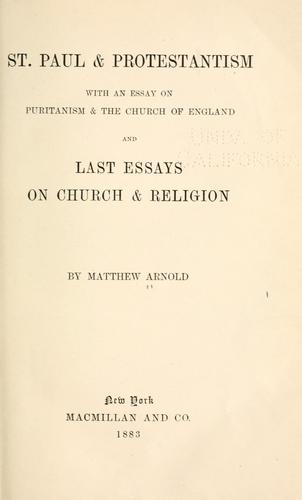 ST. PAUL & PROTESTANTISM
WITH AN ESSAY ON
PURITANISM & THE CHURCH OF ENGLAND
AND
LAST ESSAYS
ON CHURCH & RELIGION
BY MATTHEW ARNOLD
New York
MACMILLAN AND CO.
1883